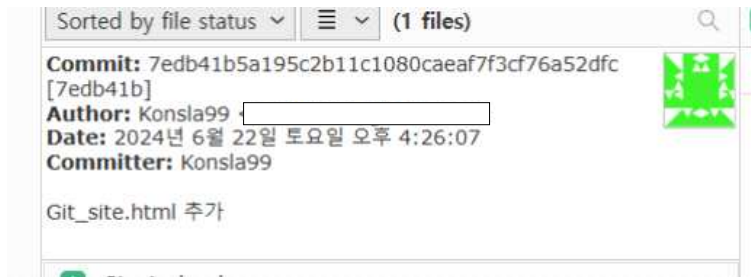 Sorted by file status
(1 files)
Commit: 7edb41b5a195c2b11c1080caeaf7f3cf76a52dfc
[7edb41b]
Author: Konsla99
Date: 2024년 6월 22일 토요일 오후 4:26:07
Committer: Konsla99
Git_site.html 추가